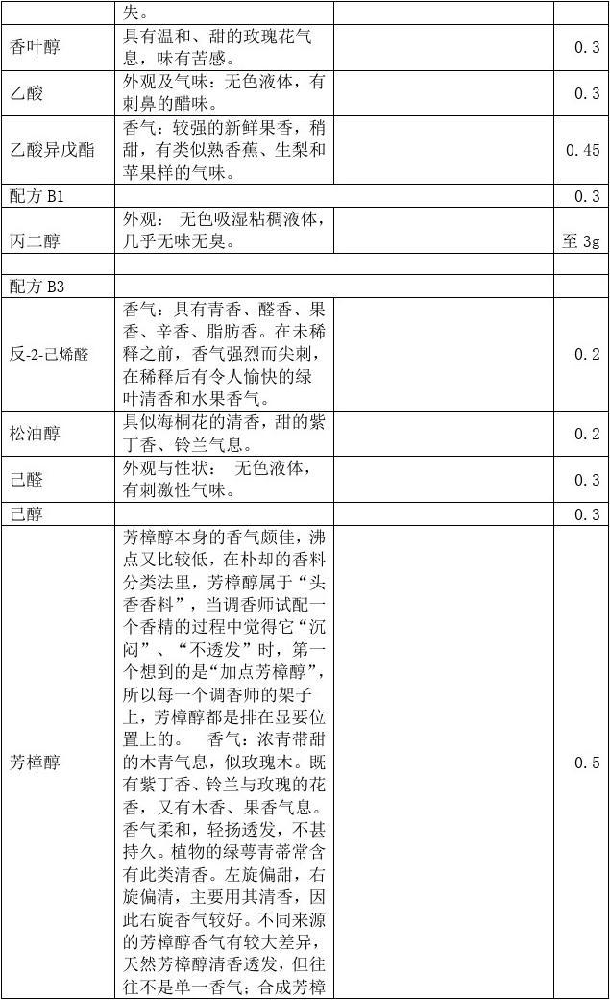 失。
香叶醇
具有温和、甜的玫瑰花气
息，味有苦感。
0.3
乙酸
外观及气味：无色液体，有
刺鼻的醋味。
0.3
乙酸异戊酯
香气：较强的新鲜果香，稍
甜，有类似熟香蕉、生梨和
苹果样的气味。
0.45
配方 B1
0.3
丙二醇
外观： 无色吸湿粘稠液体，
几乎无味无臭。
至 3g
配方 B3
反-2-己烯醛
香气：具有青香、醛香、果
香、辛香、脂肪香。在未稀
释之前，香气强烈而尖刺，
在稀释后有令人愉快的绿
叶清香和水果香气。
0.2
松油醇
具似海桐花的清香，甜的紫
丁香、铃兰气息。
0.2
己醛
外观与性状： 无色液体，
有刺激性气味。
0.3
己醇
0.3
芳樟醇
芳樟醇本身的香气颇佳，沸
点又比较低，在朴却的香料
分类法里，芳樟醇属于“头
香香料”，当调香师试配一
个香精的过程中觉得它“沉
闷”、“不透发”时，第一
个想到的是“加点芳樟醇”，
所以每一个调香师的架子
上，芳樟醇都是排在显要位
置上的。 香气：浓青带甜
的木青气息，似玫瑰木。既
有紫丁香、铃兰与玫瑰的花
香，又有木香、果香气息。
香气柔和，轻扬透发，不甚
持久。植物的绿萼青蒂常含
有此类清香。左旋偏甜，右
旋偏清，主要用其清香，因
此右旋香气较好。不同来源
的芳樟醇香气有较大差异，
天然芳樟醇清香透发，但往
往不是单一香气；合成芳樟
0.5